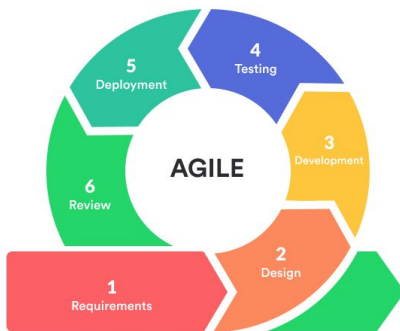 AGILE
1
Requirements
2
Design
3
Development
4
Testing
5
Deployment
6
Review